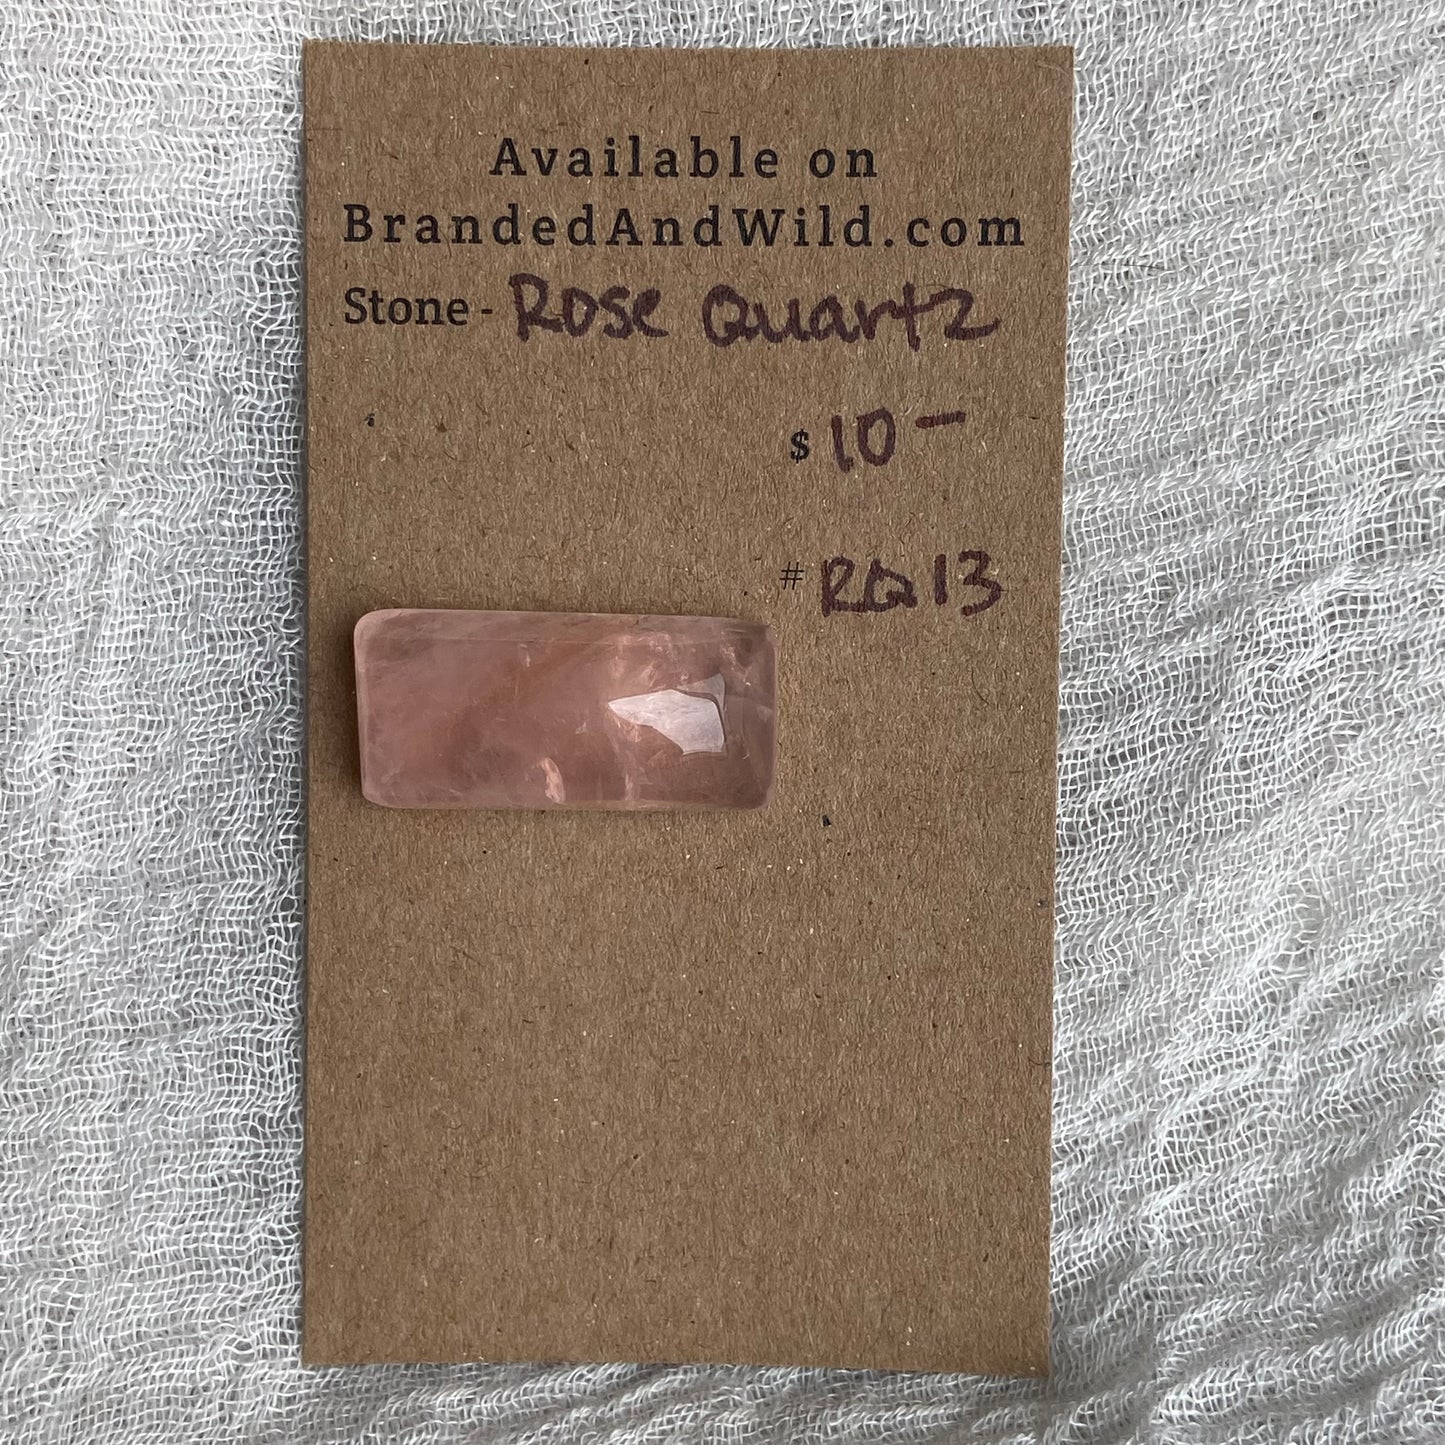 Available on
BrandedAndWild.com
Stone - Rose Quartz
$ 10 -
# RQ13